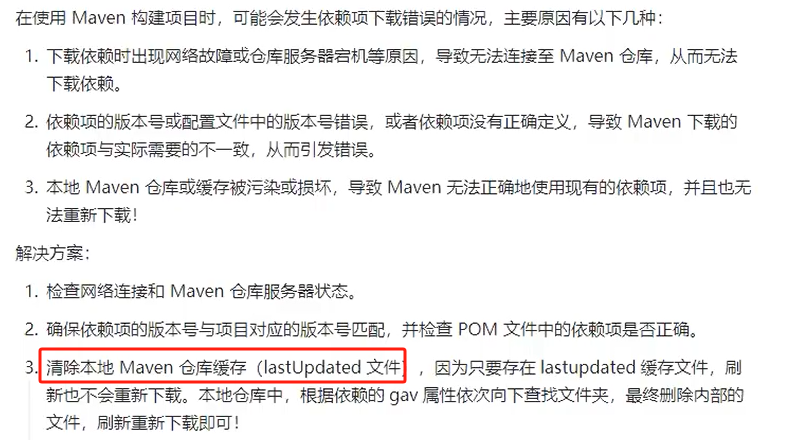 在使用 Maven 构建项目时，可能会发生依赖项下载错误的情况，主要原因有以下几种：
1. 下载依赖时出现网络故障或仓库服务器宕机等原因，导致无法连接至 Maven 仓库，从而无法
下载依赖。
2. 依赖项的版本号或配置文件中的版本号错误，或者依赖项没有正确定义，导致 Maven 下载的
依赖项与实际需要的不一致，从而引发错误。
3. 本地 Maven 仓库或缓存被污染或损坏，导致 Maven 无法正确地使用现有的依赖项，并且也无
法重新下载！
解决方案：
1. 检查网络连接和 Maven 仓库服务器状态。
2. 确保依赖项的版本号与项目对应的版本号匹配，并检查 POM 文件中的依赖项是否正确。
3. 清除本地 Maven 仓库缓存（lastUpdated 文件），因为只要存在 lastupdated 缓存文件，刷
新也不会重新下载。本地仓库中，根据依赖的 gav 属性依次向下查找文件夹，最终删除内部的
文件，刷新重新下载即可！